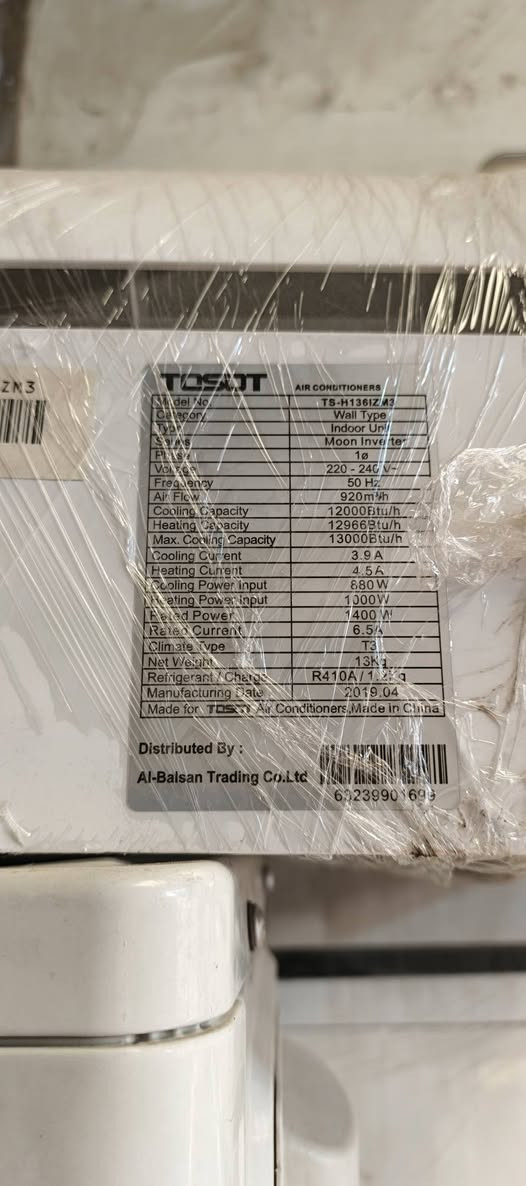 ZM3
TOSOT AIR CONDITIONERS
Model No. TS-H136IZM3
Category Wall Type
Type Indoor Unit
Series Moon Inverter
Phase 1ø
Voltage 220 - 240 V~
Frequency 50 Hz
Air Flow 920m³/h
Cooling Capacity 12000Btu/h
Heating Capacity 12966Btu/h
Max. Cooling Capacity 13000Btu/h
Cooling Current 3.9 A
Heating Current 4.5 A
Cooling Power Input 880 W
Heating Power Input 1000 W
Rated Power 1400 W
Rated Current 6.5A
Climate Type T3
Net Weight 13Kg
Refrigerant / Charge R410A /
Manufacturing Date 2019.04
Made for TOSOT Air Conditioners,Made in China
Distributed By :
Al-Balsan Trading Co.Ltd